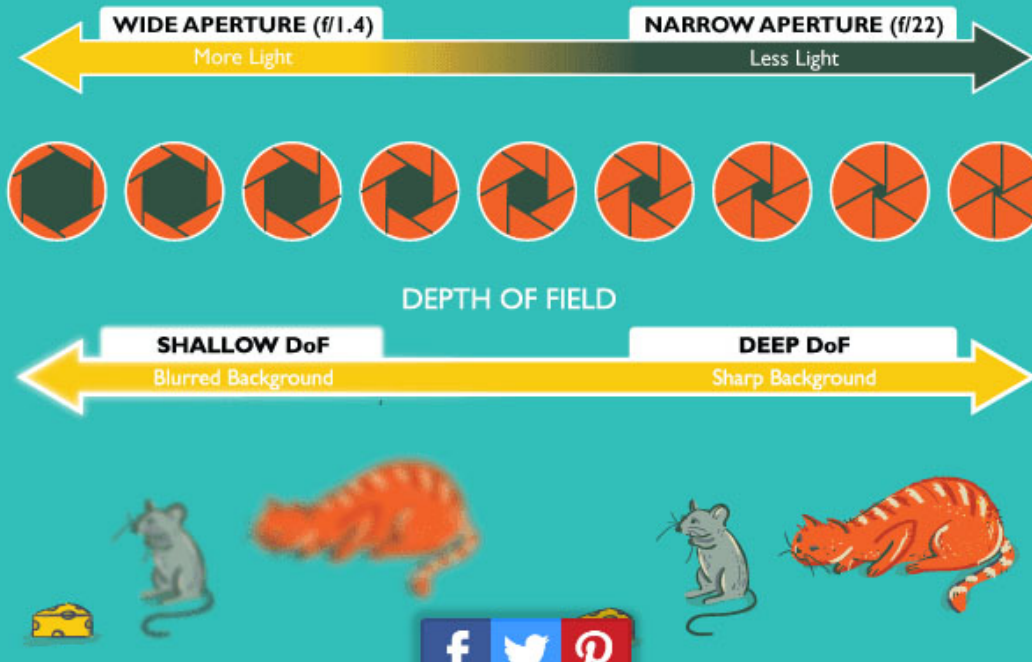 WIDE APERTURE (f/1.4)
NARROW APERTURE (f/22)
More Light
Less Light
DEPTH OF FIELD
SHALLOW DoF
DEEP DoF
Blurred Background
Sharp Background